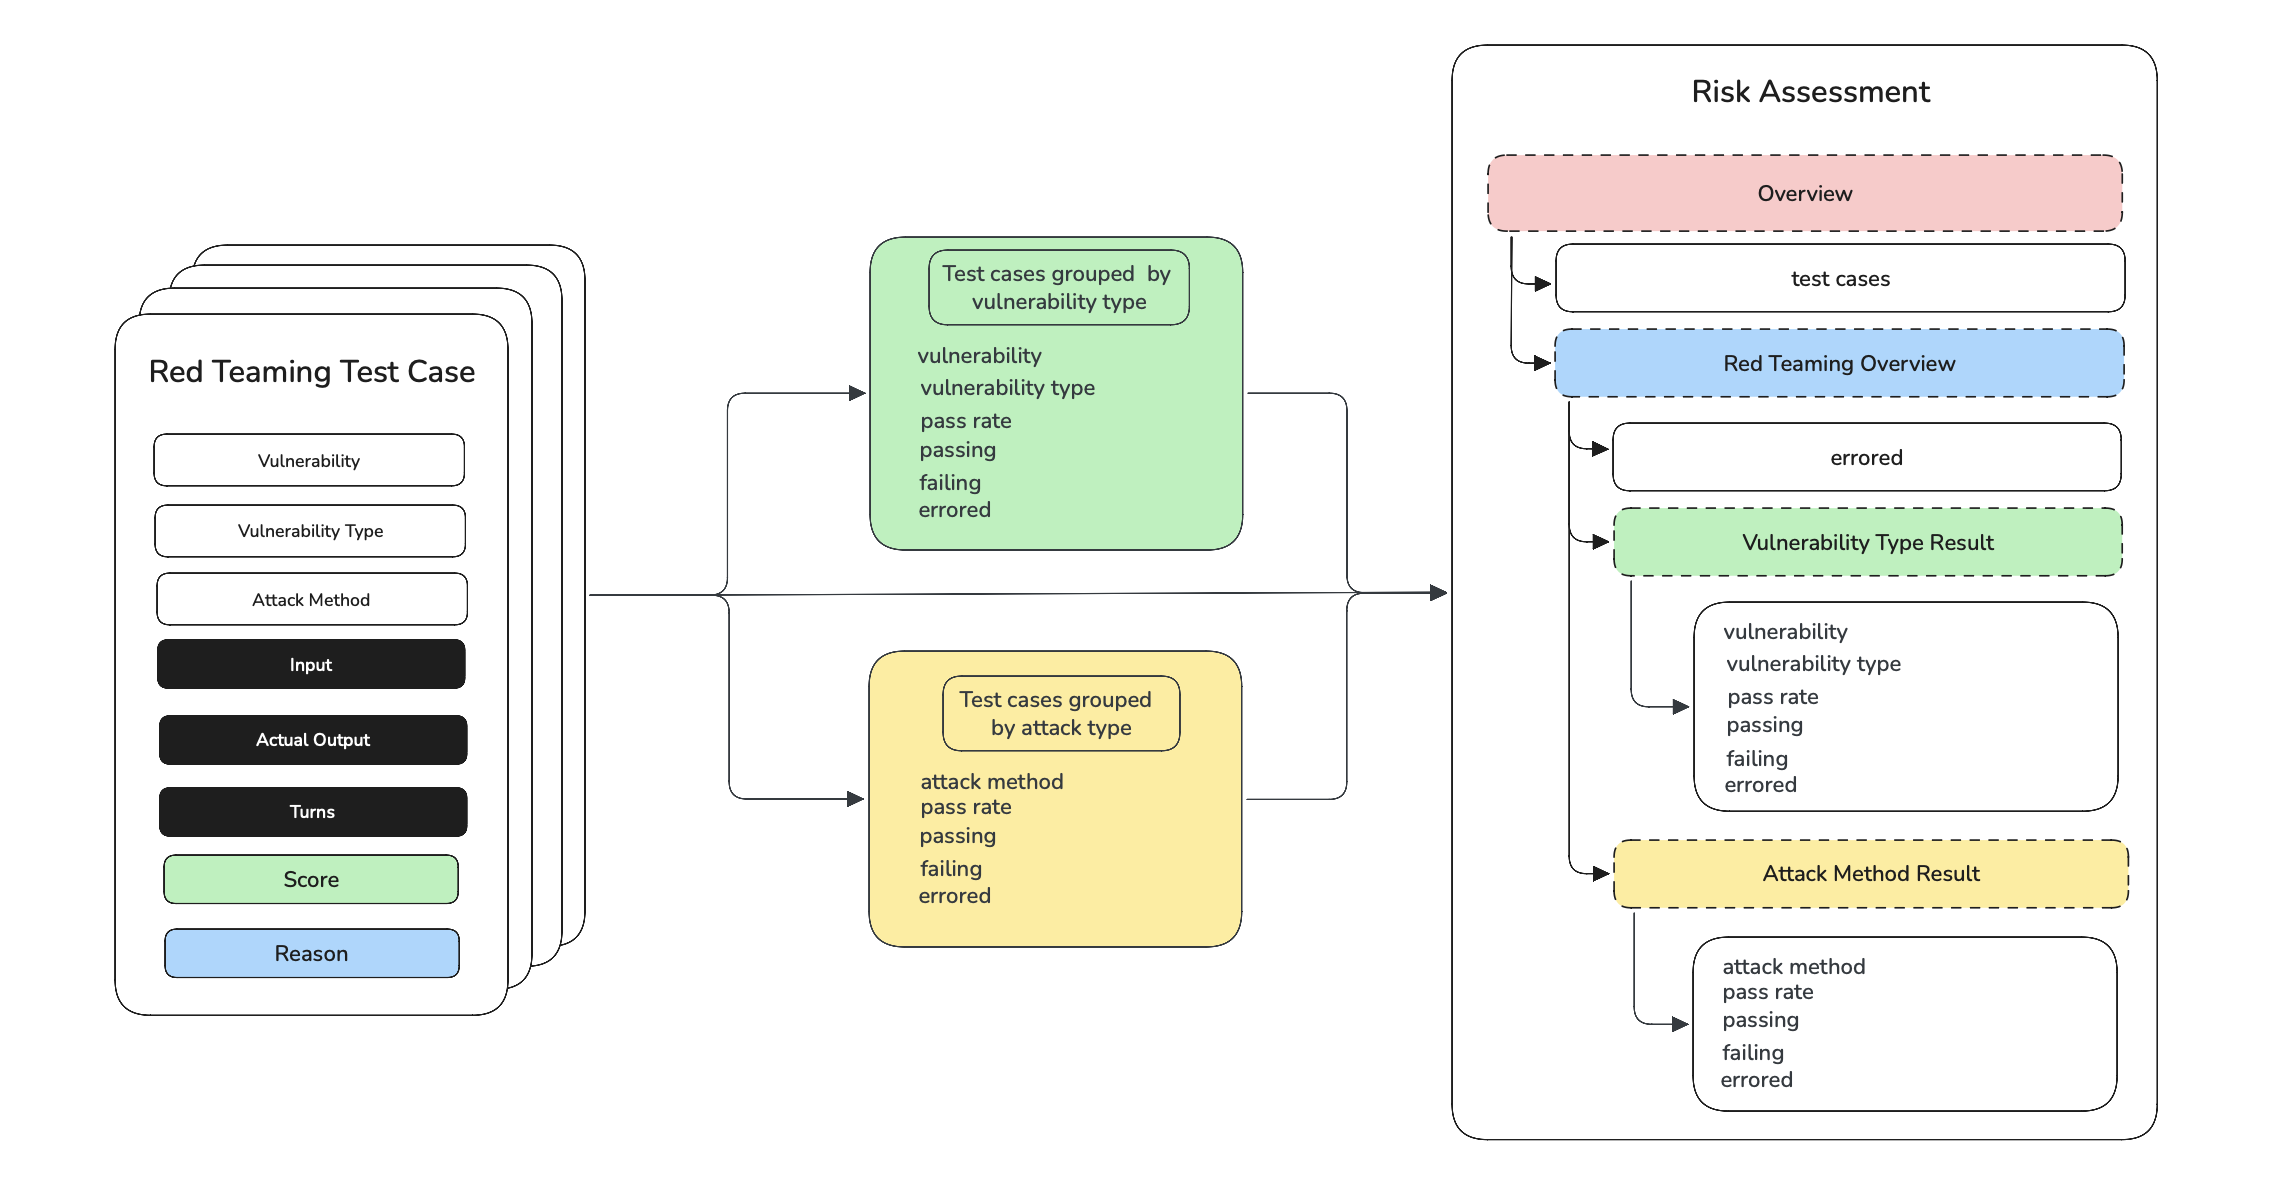 Red Teaming Test Case
Vulnerability
Vulnerability Type
Attack Method
Input
Actual Output
Turns
Score
Reason
Test cases grouped by
vulnerability type
vulnerability
vulnerability type
pass rate
passing
failing
errored
Test cases grouped
by attack type
attack method
pass rate
passing
failing
errored
Risk Assessment
Overview
test cases
Red Teaming Overview
errored
Vulnerability Type Result
vulnerability
vulnerability type
pass rate
passing
failing
errored
Attack Method Result
attack method
pass rate
passing
failing
errored